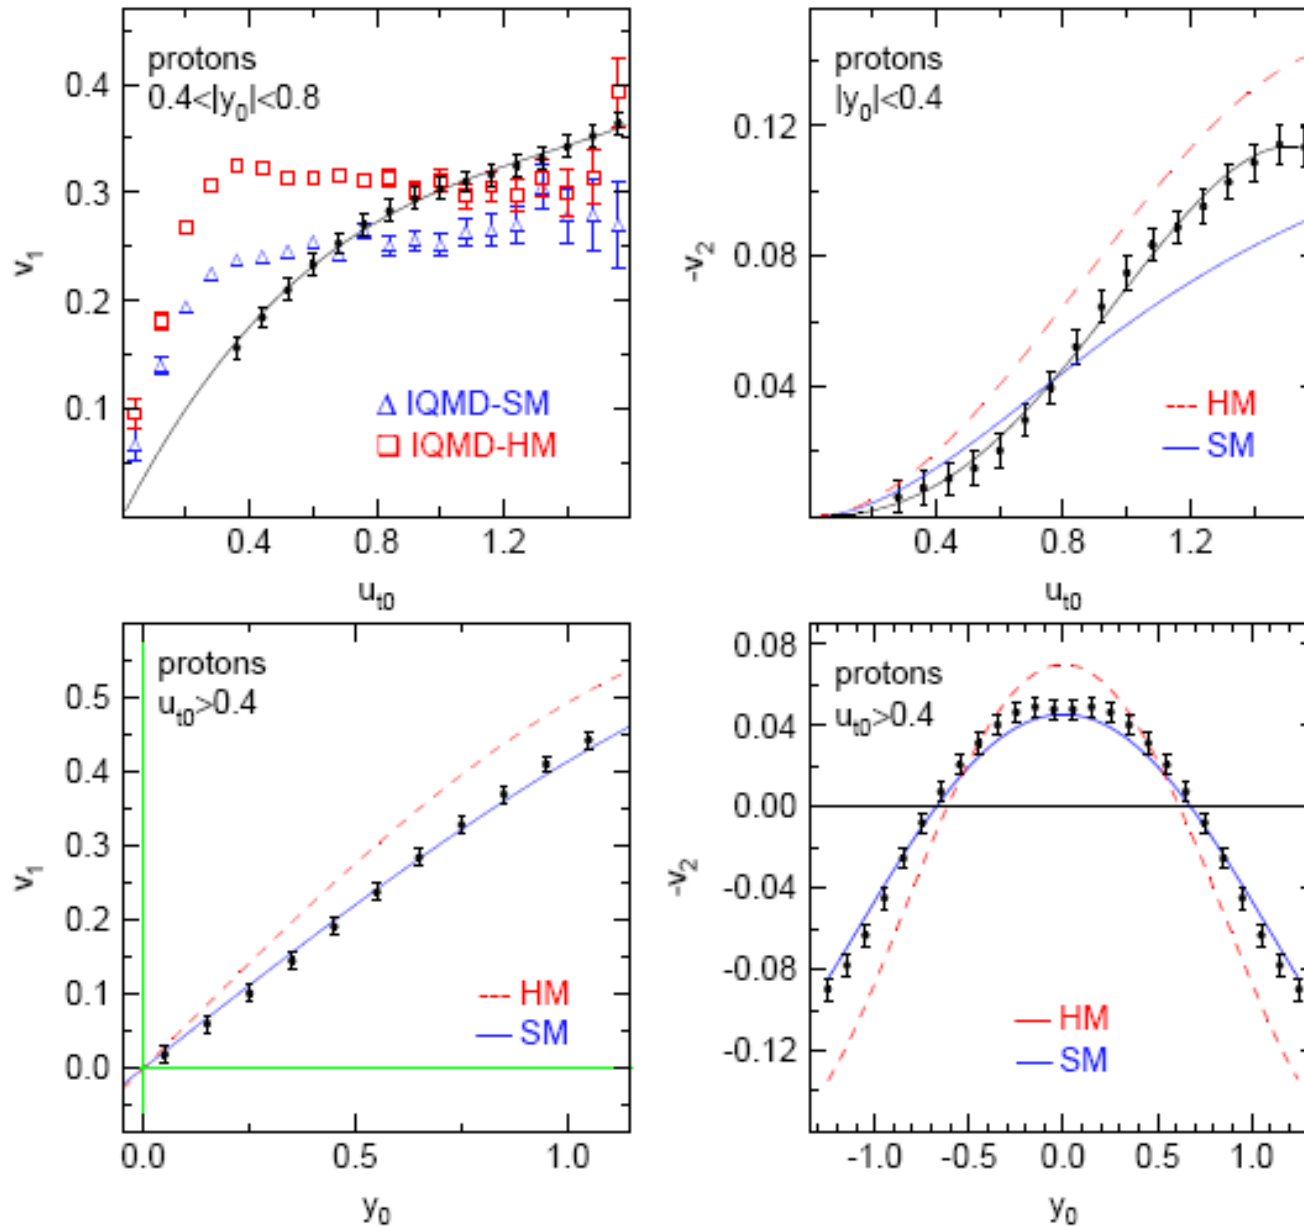 protons
0.4<|y₀|<0.8
0.4
0.3
0.2
0.1
v₁
△ IQMD-SM
□ IQMD-HM
0.4 0.8 1.2
uₜ₀
protons
|y₀|<0.4
0.12
0.08
0.04
-v₂
HM
SM
0.4 0.8 1.2
uₜ₀
protons
uₜ₀>0.4
0.5
0.4
0.3
0.2
0.1
0.0
v₁
HM
SM
0.0 0.5 1.0
y₀
protons
uₜ₀>0.4
0.08
0.04
0.00
-0.04
-0.08
-0.12
-v₂
HM
SM
-1.0 -0.5 0.0 0.5 1.0
y₀